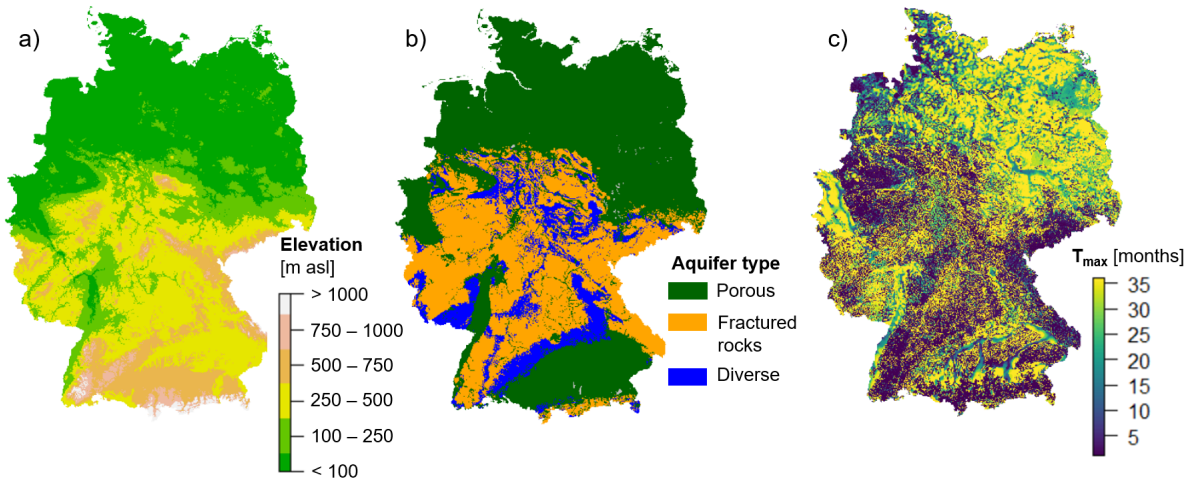 a)
Elevation
[m asl]
> 1000
750 – 1000
500 – 750
250 – 500
100 – 250
< 100
b)
Aquifer type
Porous
Fractured
rocks
Diverse
c)
Tmax [months]
35
30
25
20
15
10
5